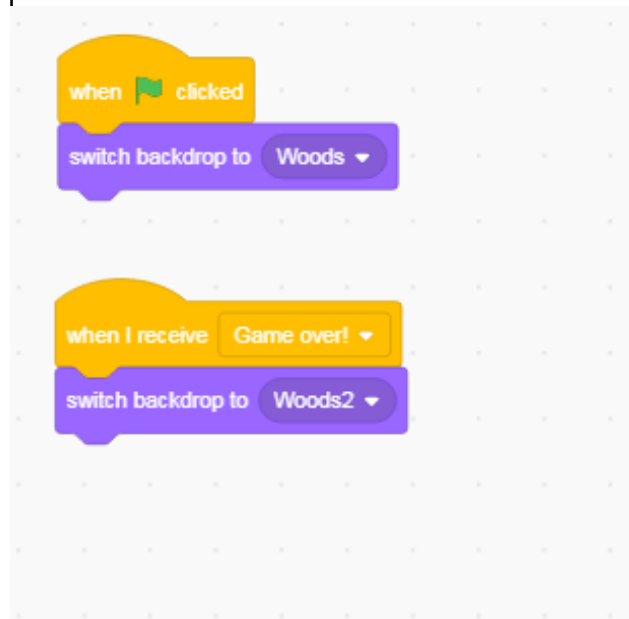 when clicked
switch backdrop to Woods
when I receive Game over!
switch backdrop to Woods2